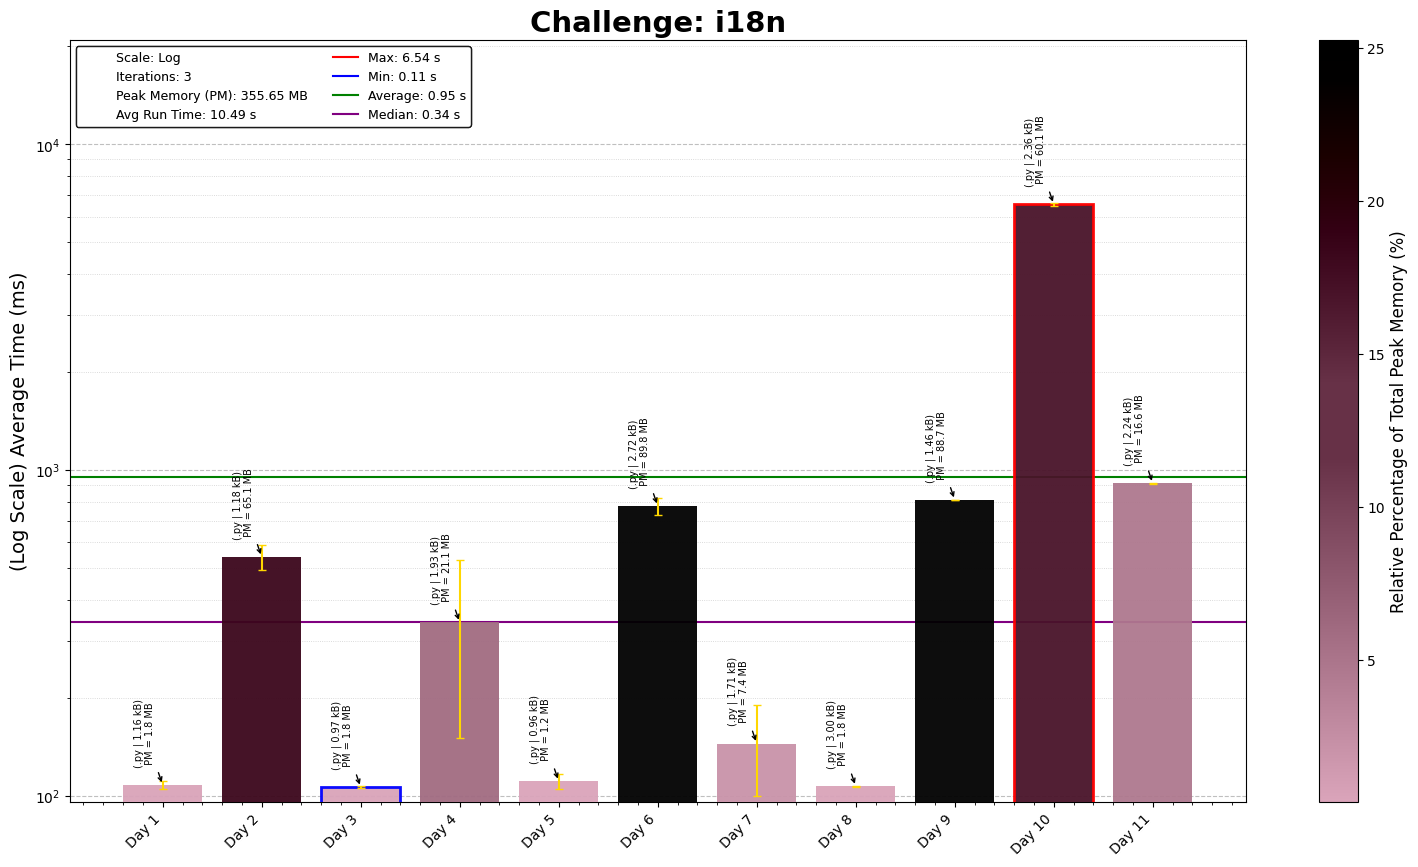 Challenge: i18n
Scale: Log
Iterations: 3
Peak Memory (PM): 355.65 MB
Avg Run Time: 10.49 s
Max: 6.54 s
Min: 0.11 s
Average: 0.95 s
Median: 0.34 s
(Log Scale) Average Time (ms)
10⁴
10³
10²
(.py | 1.16 kB)
PM = 1.8 MB
(.py | 1.18 kB)
PM = 65.1 MB
(.py | 0.97 kB)
PM = 1.8 MB
(.py | 1.93 kB)
PM = 21.1 MB
(.py | 0.96 kB)
PM = 1.2 MB
(.py | 2.72 kB)
PM = 89.8 MB
(.py | 1.71 kB)
PM = 7.4 MB
(.py | 3.00 kB)
PM = 1.8 MB
(.py | 1.46 kB)
PM = 88.7 MB
(.py | 2.36 kB)
PM = 60.1 MB
(.py | 2.24 kB)
PM = 16.6 MB
Day 1
Day 2
Day 3
Day 4
Day 5
Day 6
Day 7
Day 8
Day 9
Day 10
Day 11
25
20
15
10
5
Relative Percentage of Total Peak Memory (%)